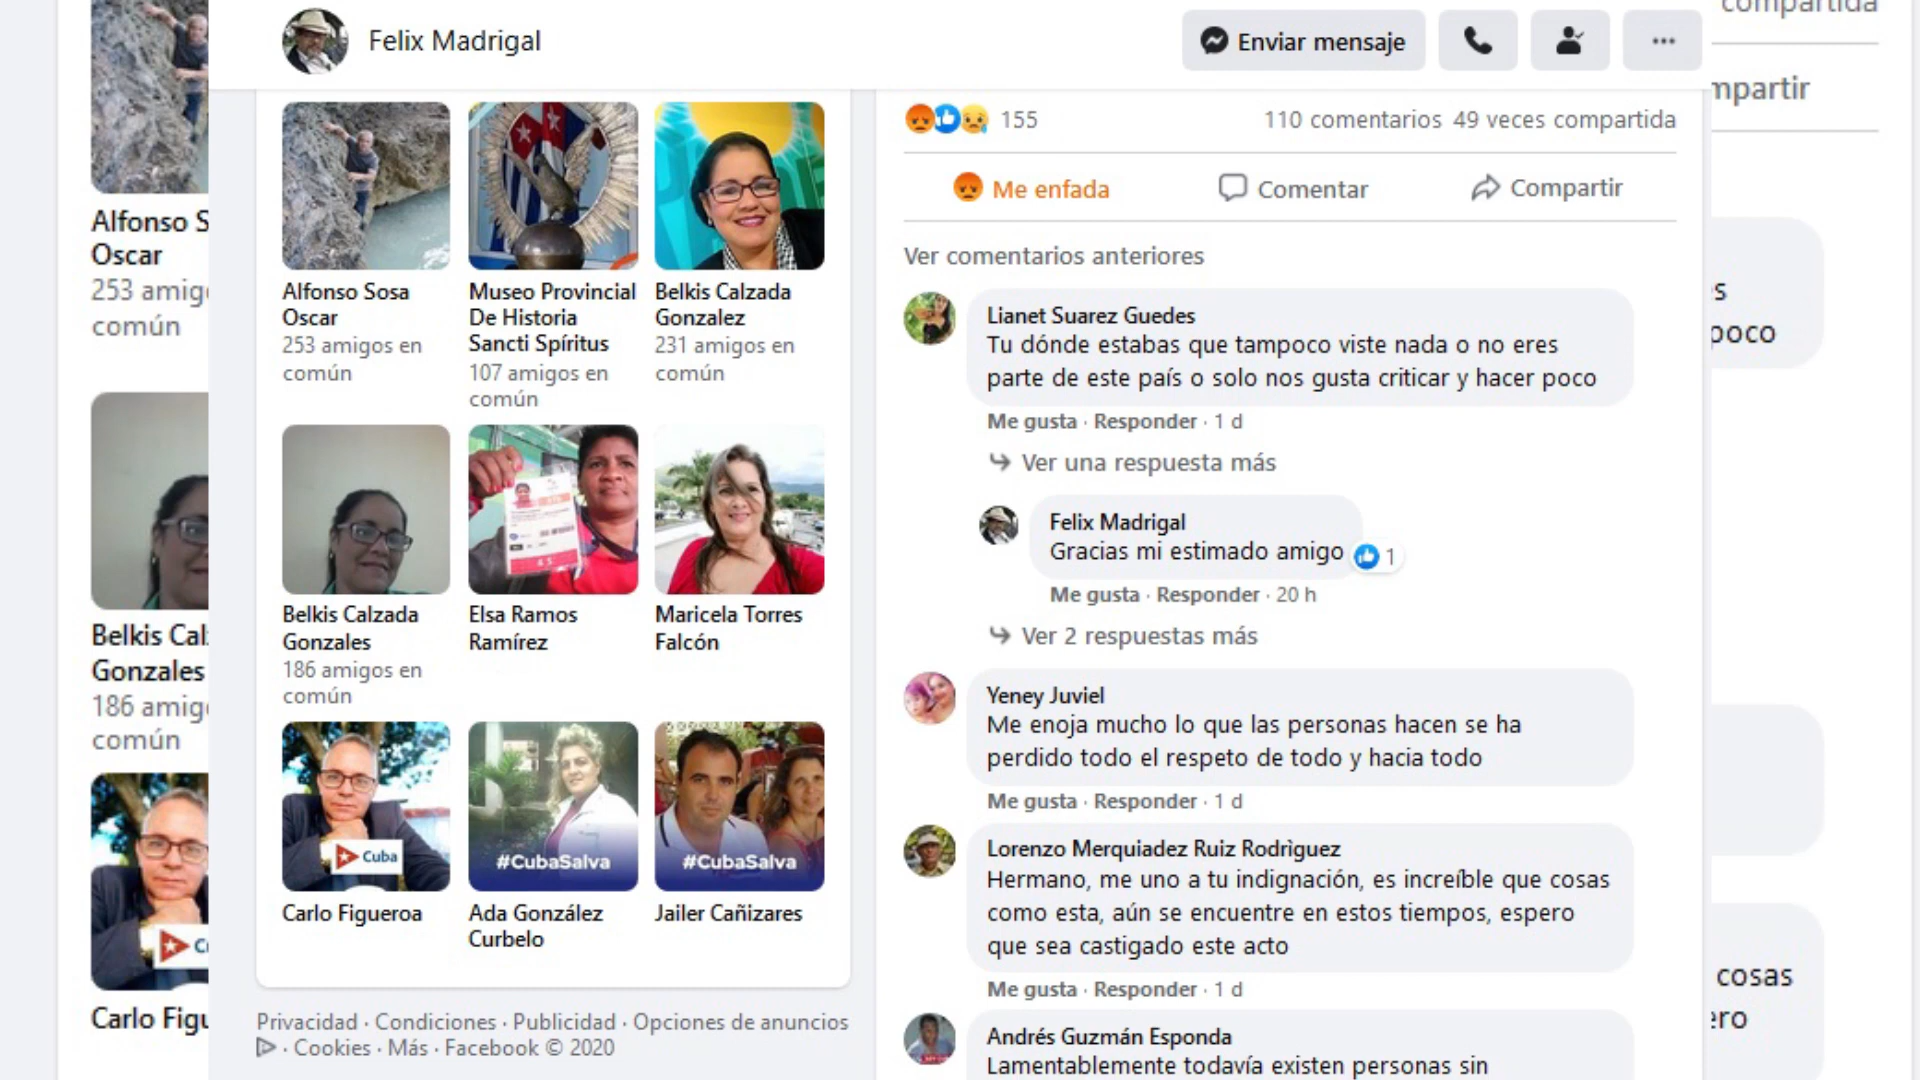 Felix Madrigal
Enviar mensaje
compartida
mpartir
Alfonso S
Oscar
253 amig
común
Belkis Cal
Gonzales
186 amig
común
Carlo Figu
Alfonso Sosa
Oscar
253 amigos en
común
Museo Provincial
De Historia
Sancti Spíritus
107 amigos en
común
Belkis Calzada
Gonzalez
231 amigos en
común
Belkis Calzada
Gonzales
186 amigos en
común
Elsa Ramos
Ramírez
Maricela Torres
Falcón
Cuba
Carlo Figueroa
#CubaSalva
Ada González
Curbelo
#CubaSalva
Jailer Cañizares
Privacidad · Condiciones · Publicidad · Opciones de anuncios
· Cookies · Más · Facebook © 2020
155
110 comentarios 49 veces compartida
Me enfada
Comentar
Compartir
Ver comentarios anteriores
Lianet Suarez Guedes
Tu dónde estabas que tampoco viste nada o no eres
parte de este país o solo nos gusta criticar y hacer poco
Me gusta · Responder · 1 d
Ver una respuesta más
Felix Madrigal
Gracias mi estimado amigo
1
Me gusta · Responder · 20 h
Ver 2 respuestas más
Yeney Juviel
Me enoja mucho lo que las personas hacen se ha
perdido todo el respeto de todo y hacia todo
Me gusta · Responder · 1 d
Lorenzo Merquiadez Ruiz Rodrìguez
Hermano, me uno a tu indignación, es increíble que cosas
como esta, aún se encuentre en estos tiempos, espero
que sea castigado este acto
Me gusta · Responder · 1 d
Andrés Guzmán Esponda
Lamentablemente todavía existen personas sin
s
poco
cosas
ero